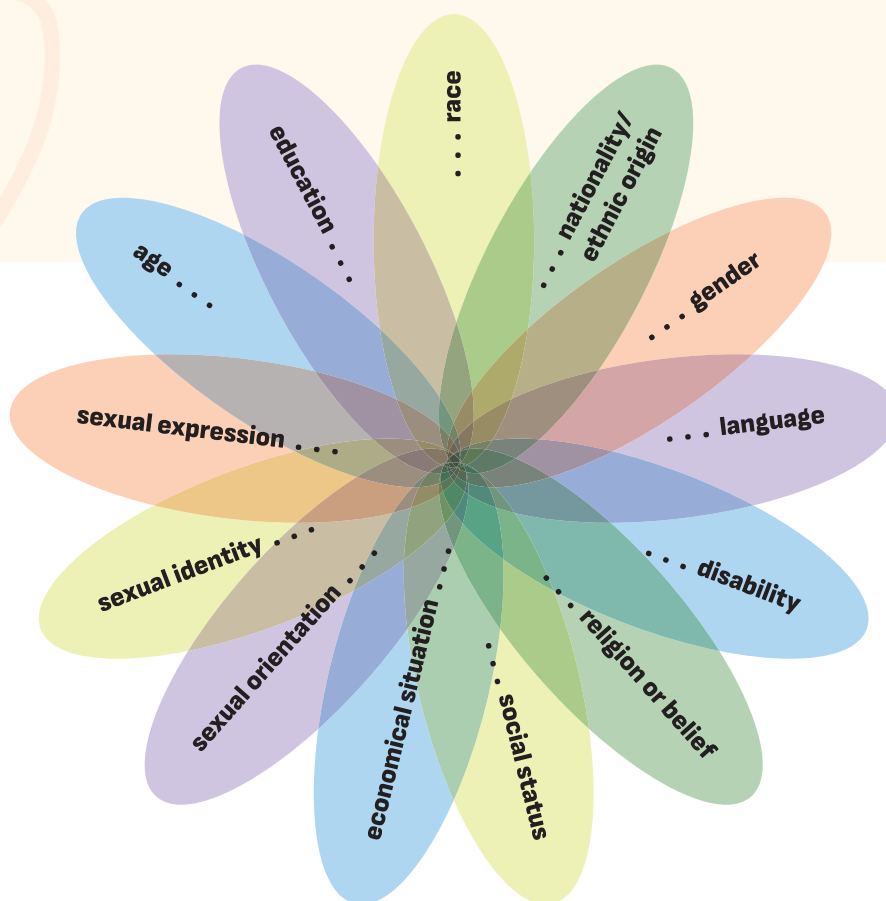 race
nationality/
ethnic origin
gender
language
disability
religion or belief
social status
economical situation
sexual orientation
sexual identity
sexual expression
age
education